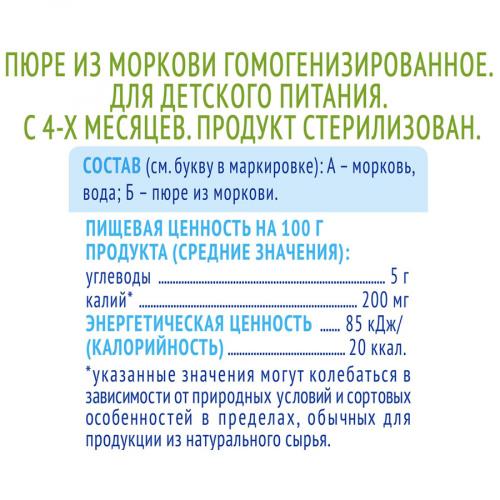 ПЮРЕ ИЗ МОРКОВИ ГОМОГЕНИЗИРОВАННОЕ.
ДЛЯ ДЕТСКОГО ПИТАНИЯ.
С 4-Х МЕСЯЦЕВ. ПРОДУКТ СТЕРИЛИЗОВАН.
СОСТАВ (см. букву в маркировке): А – морковь,
вода; Б – пюре из моркови.
ПИЩЕВАЯ ЦЕННОСТЬ НА 100 Г
ПРОДУКТА (СРЕДНИЕ ЗНАЧЕНИЯ):
углеводы ........ 5 г
калий* ........ 200 мг
ЭНЕРГЕТИЧЕСКАЯ ЦЕННОСТЬ ....... 85 кДж/
(КАЛОРИЙНОСТЬ) ........ 20 ккал.
*указанные значения могут колебаться в
зависимости от природных условий и сортовых
особенностей в пределах, обычных для
продукции из натурального сырья.